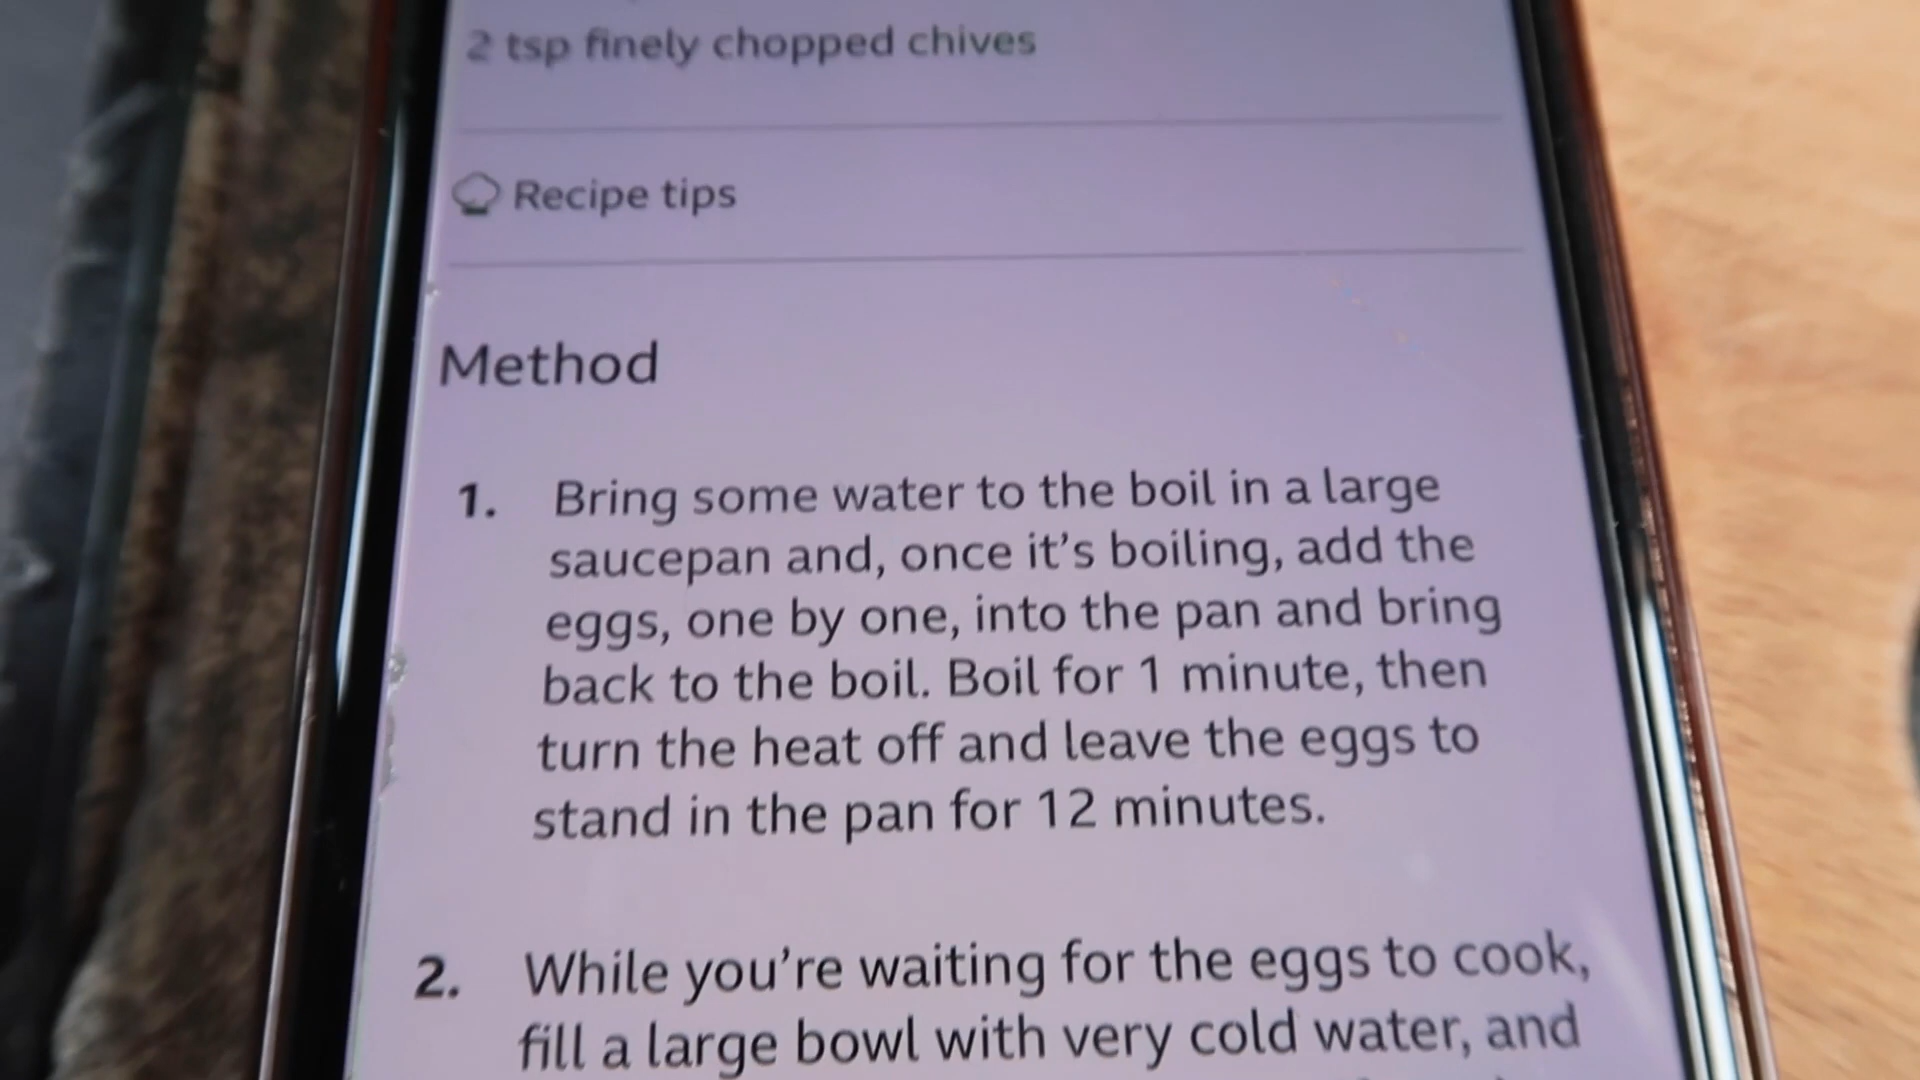 2 tsp finely chopped chives
Recipe tips
Method
1. Bring some water to the boil in a large
saucepan and, once it's boiling, add the
eggs, one by one, into the pan and bring
back to the boil. Boil for 1 minute, then
turn the heat off and leave the eggs to
stand in the pan for 12 minutes.
2. While you're waiting for the eggs to cook,
fill a large bowl with very cold water, and